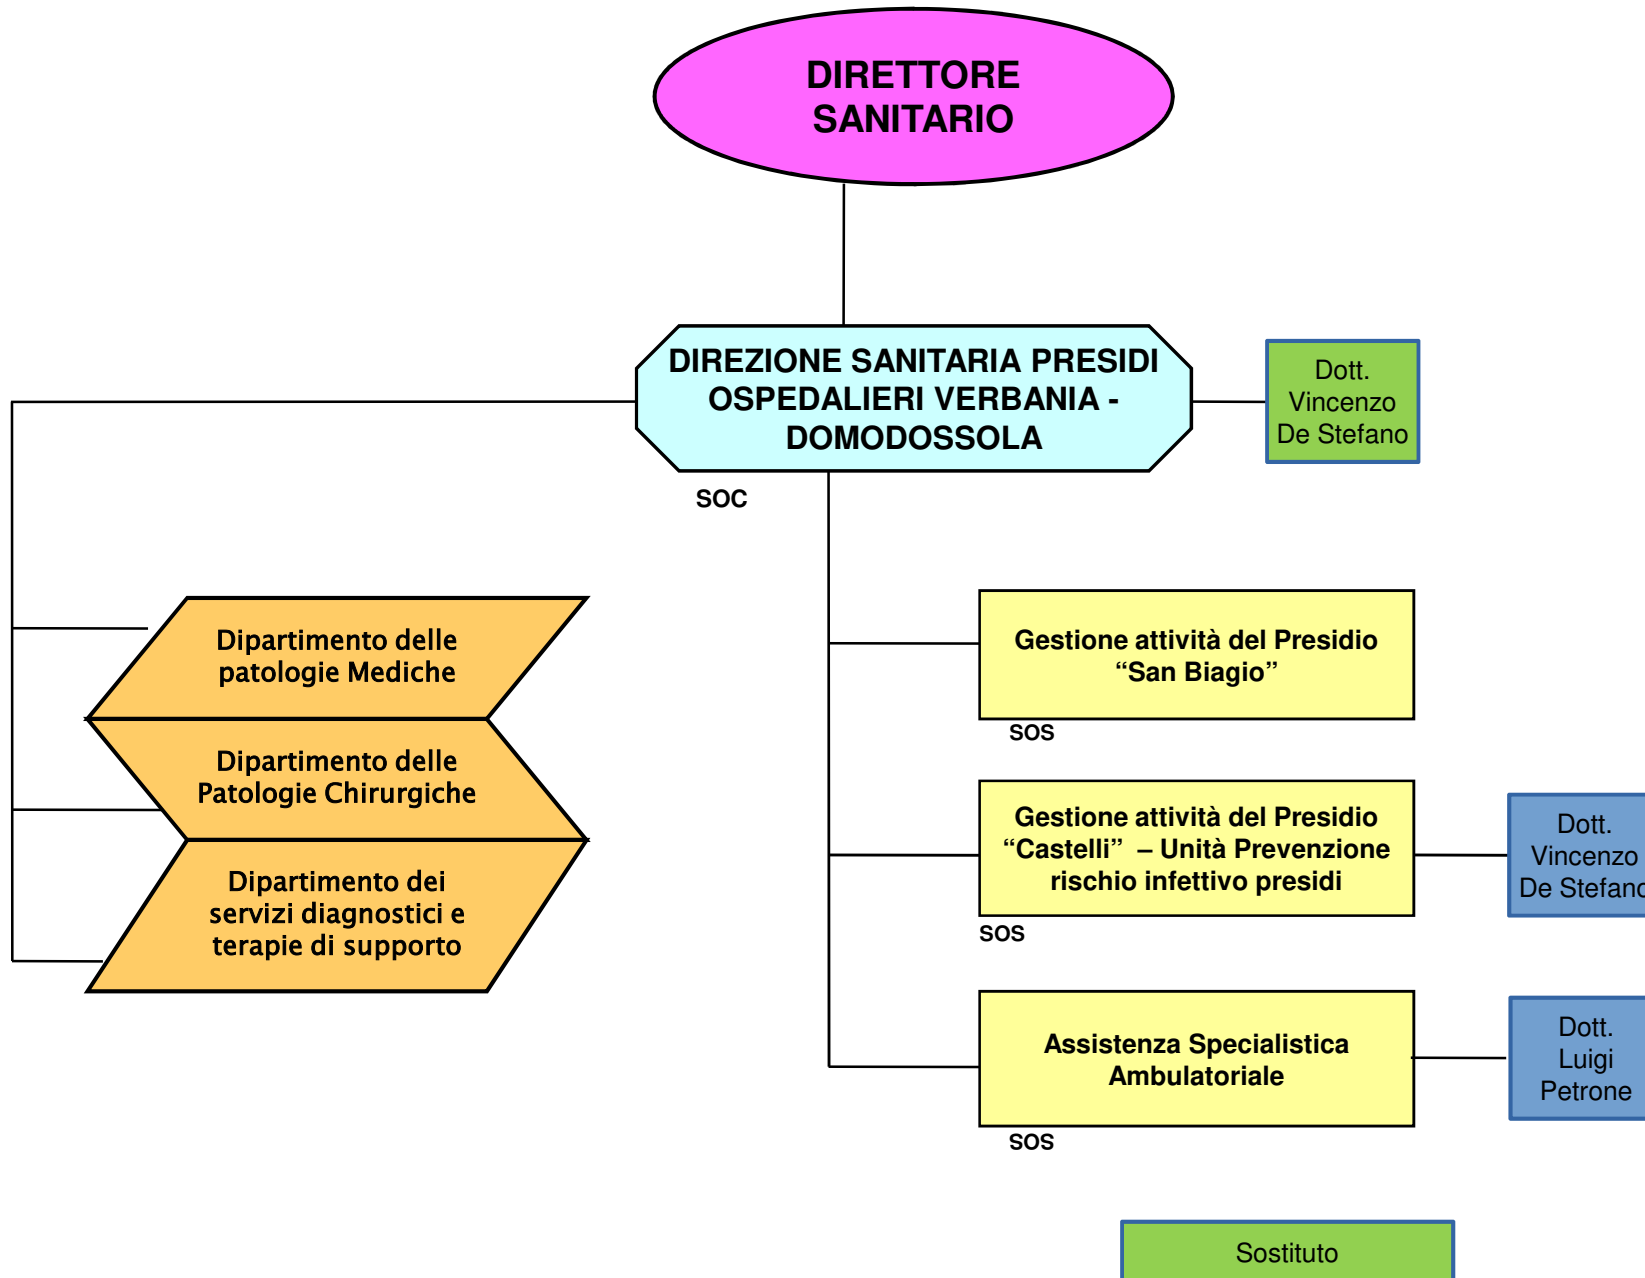 DIRETTORE
SANITARIO
DIREZIONE SANITARIA PRESIDI
OSPEDALIERI VERBANIA -
DOMODOSSOLA
Dott.
Vincenzo
De Stefano
SOC
Dipartimento delle
patologie Mediche
Dipartimento delle
Patologie Chirurgiche
Dipartimento dei
servizi diagnostici e
terapie di supporto
Gestione attività del Presidio
“San Biagio”
SOS
Gestione attività del Presidio
“Castelli” – Unità Prevenzione
rischio infettivo presidi
SOS
Dott.
Vincenzo
De Stefano
Assistenza Specialistica
Ambulatoriale
SOS
Dott.
Luigi
Petrone
Sostituto